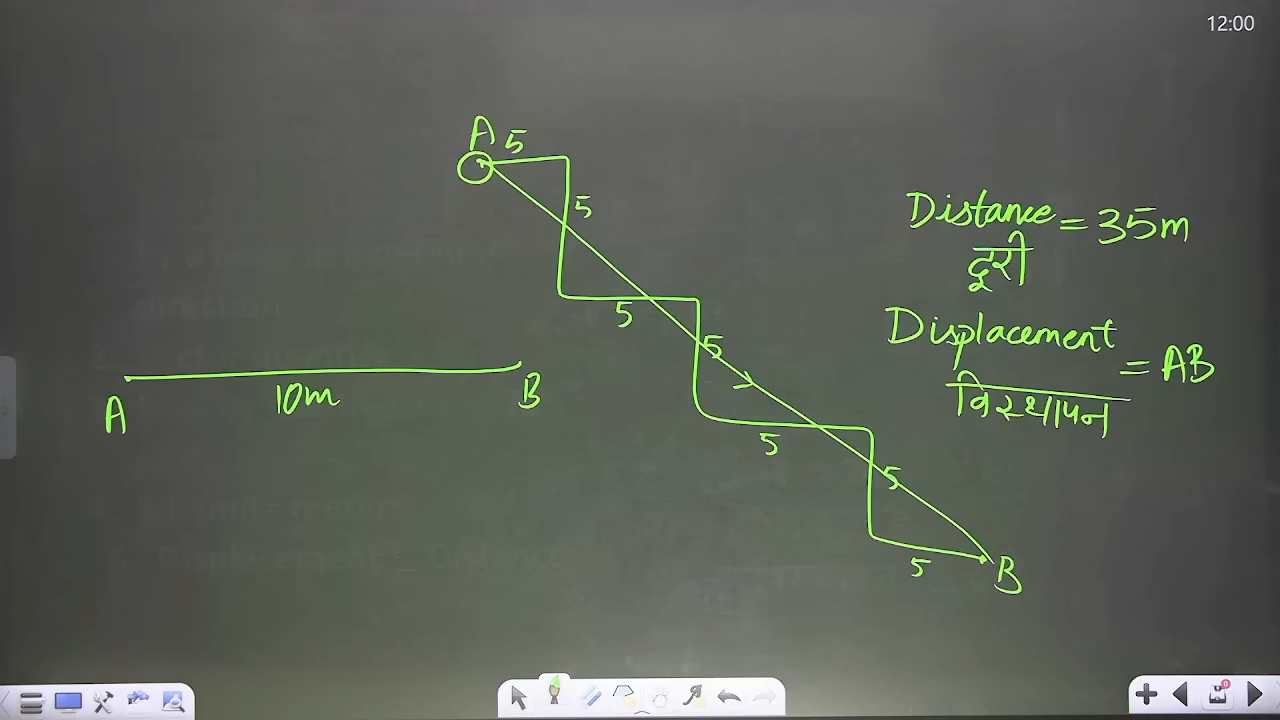 12:00
A 5
5
5
5
5
5
5
B
A 10m B
Distance = 35m
दूरी
Displacement = AB
विस्थापन